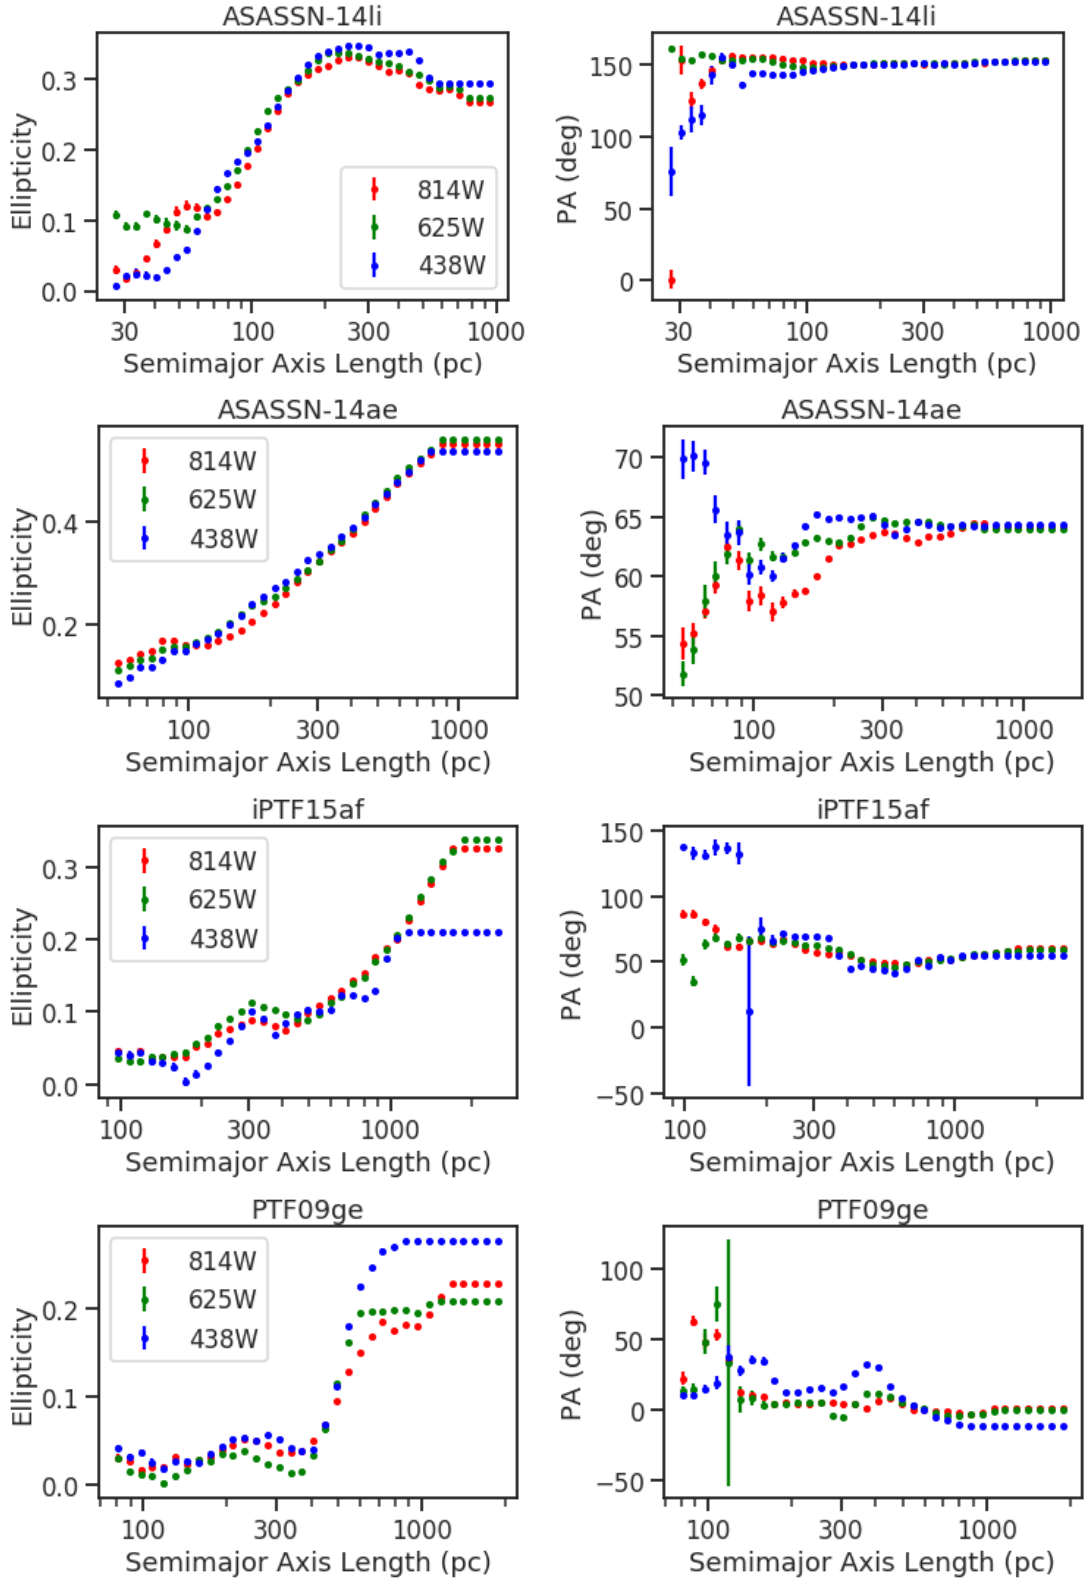 ASASSN-14li
ASASSN-14li
Ellipticity
0.3
0.2
0.1
0.0
814W
625W
438W
30
100
300
1000
Semimajor Axis Length (pc)
PA (deg)
150
100
50
0
30
100
300
1000
Semimajor Axis Length (pc)
ASASSN-14ae
ASASSN-14ae
Ellipticity
0.4
0.2
814W
625W
438W
100
300
1000
Semimajor Axis Length (pc)
PA (deg)
70
65
60
55
50
100
300
1000
Semimajor Axis Length (pc)
iPTF15af
iPTF15af
Ellipticity
0.3
0.2
0.1
0.0
814W
625W
438W
100
300
1000
Semimajor Axis Length (pc)
PA (deg)
150
100
50
0
−50
100
300
1000
Semimajor Axis Length (pc)
PTF09ge
PTF09ge
Ellipticity
0.2
0.1
0.0
814W
625W
438W
100
300
1000
Semimajor Axis Length (pc)
PA (deg)
100
50
0
−50
100
300
1000
Semimajor Axis Length (pc)